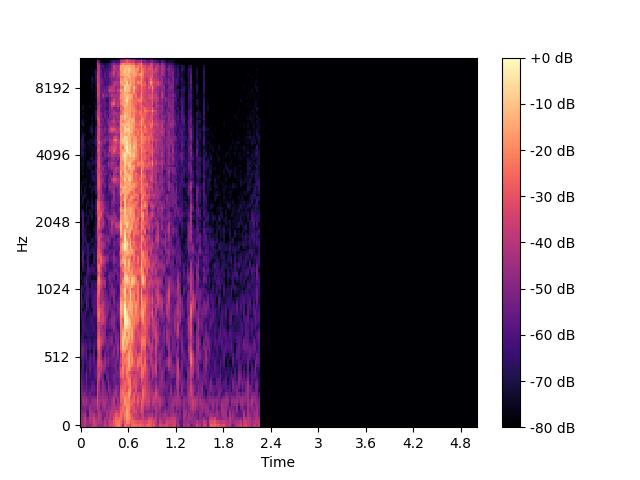 +0 dB
8192
-10 dB
4096
-20 dB
-30 dB
2048
Hz
-40 dB
1024
-50 dB
-60 dB
512
-70 dB
0
-80 dB
0 0.6 1.2 1.8 2.4 3 3.6 4.2 4.8
Time